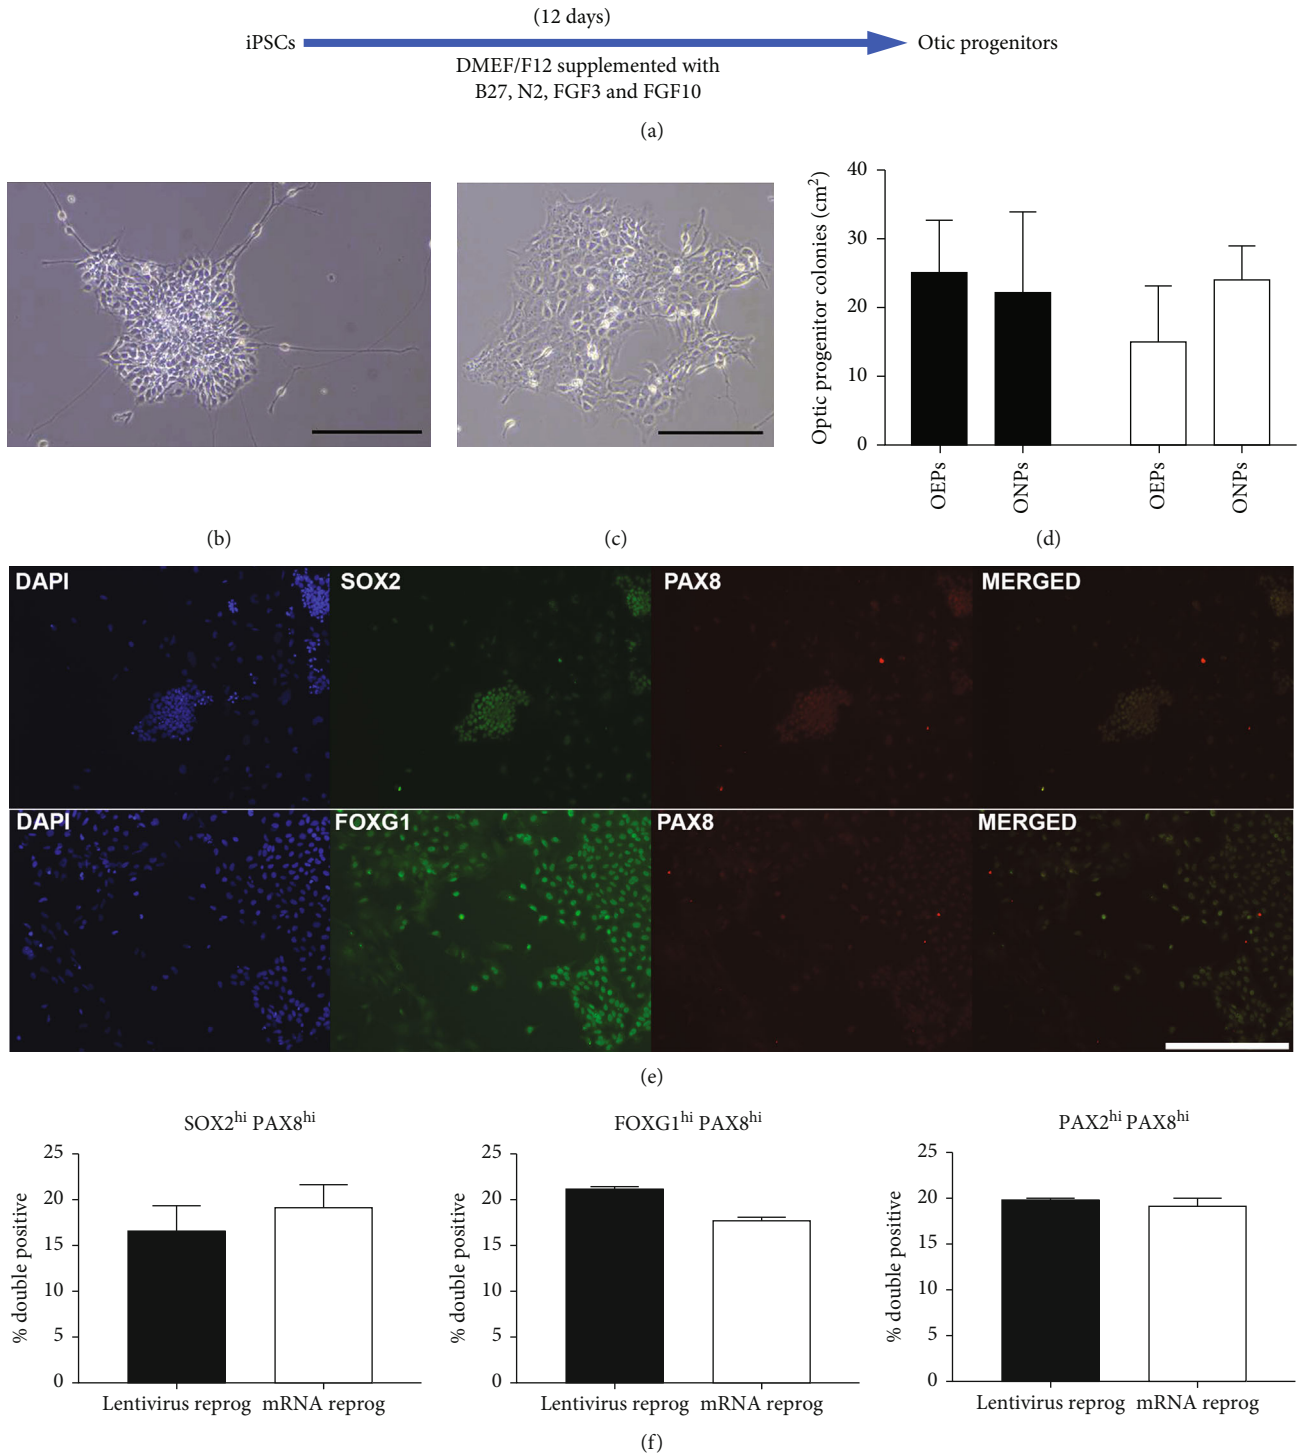 (12 days)
iPSCs
Otic progenitors
DMEF/F12 supplemented with
B27, N2, FGF3 and FGF10
(a)
(b)
(c)
Optic progenitor colonies (cm²)
40
30
20
10
0
OEPs
ONPs
OEPs
ONPs
(d)
DAPI
SOX2
PAX8
MERGED
DAPI
FOXG1
PAX8
MERGED
(e)
SOX2ʰⁱ PAX8ʰⁱ
% double positive
25
20
15
10
5
0
Lentivirus reprog mRNA reprog
FOXG1ʰⁱ PAX8ʰⁱ
% double positive
25
20
15
10
5
0
Lentivirus reprog mRNA reprog
PAX2ʰⁱ PAX8ʰⁱ
% double positive
25
20
15
10
5
0
Lentivirus reprog mRNA reprog
(f)